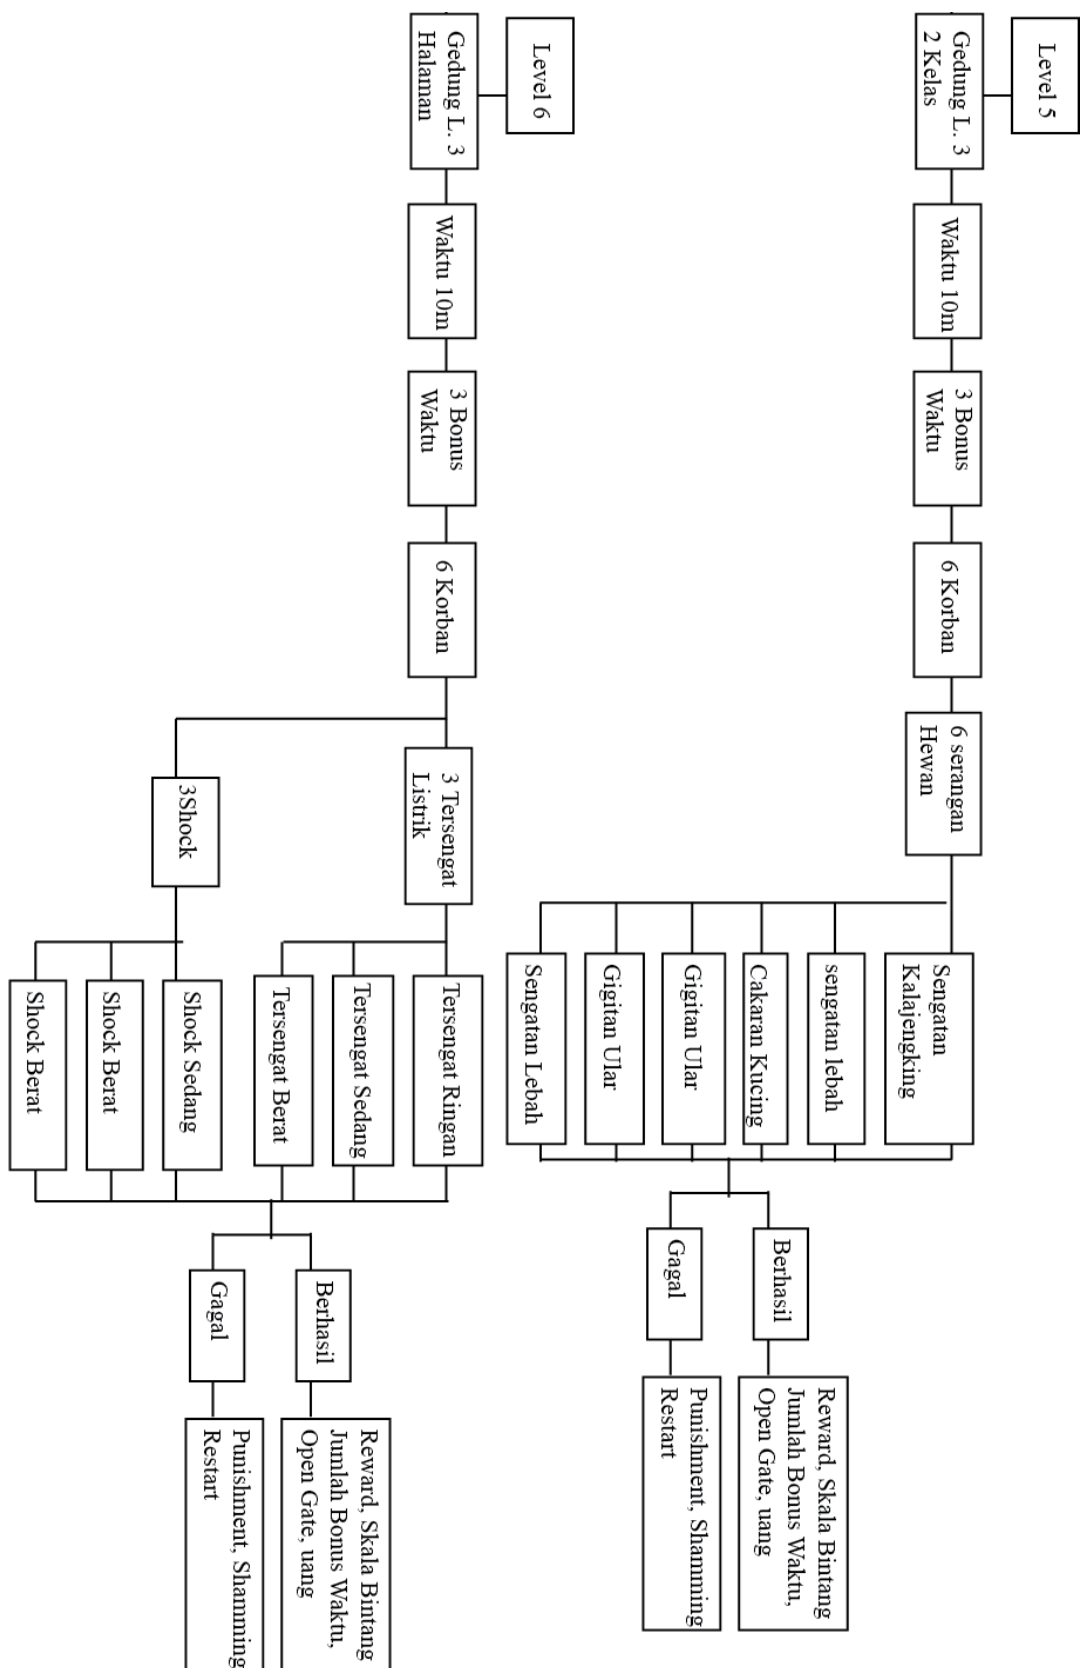 Level 5
Gedung L. 3
2 Kelas
Waktu 10m
3 Bonus
Waktu
6 Korban
6 serangan
Hewan
Sengatan
Kalajengking
sengatan lebah
Cakaran Kucing
Gigitan Ular
Gigitan Ular
Sengatan Lebah
Berhasil
Gagal
Reward, Skala Bintang
Jumlah Bonus Waktu,
Open Gate, uang
Punishment, Shamming
Restart
Level 6
Gedung L. 3
Halaman
Waktu 10m
3 Bonus
Waktu
6 Korban
3 Tersengat
Listrik
3Shock
Tersengat Ringan
Tersengat Sedang
Tersengat Berat
Shock Sedang
Shock Berat
Shock Berat
Berhasil
Gagal
Reward, Skala Bintang
Jumlah Bonus Waktu,
Open Gate, uang
Punishment, Shamming
Restart